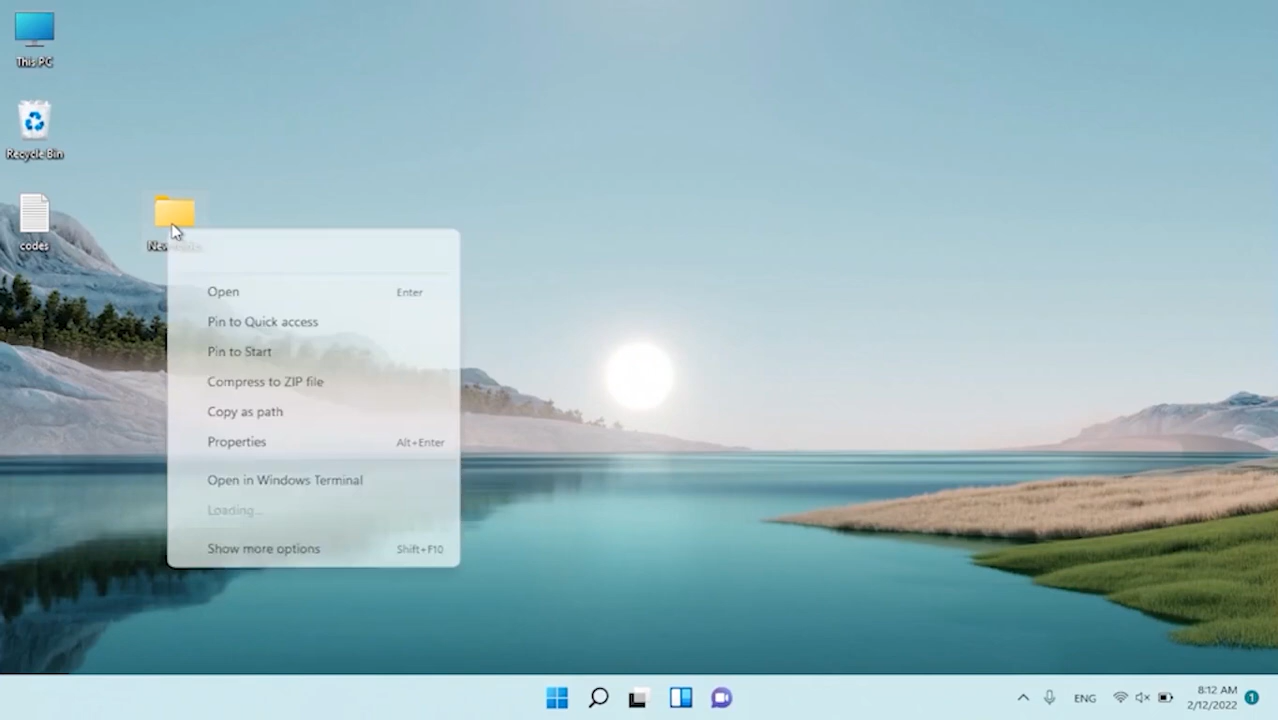 This PC
Recycle Bin
codes
Open Enter
Pin to Quick access
Pin to Start
Compress to ZIP file
Copy as path
Properties Alt+Enter
Open in Windows Terminal
Loading...
Show more options Shift+F10
ENG
8:12 AM
2/12/2022
1